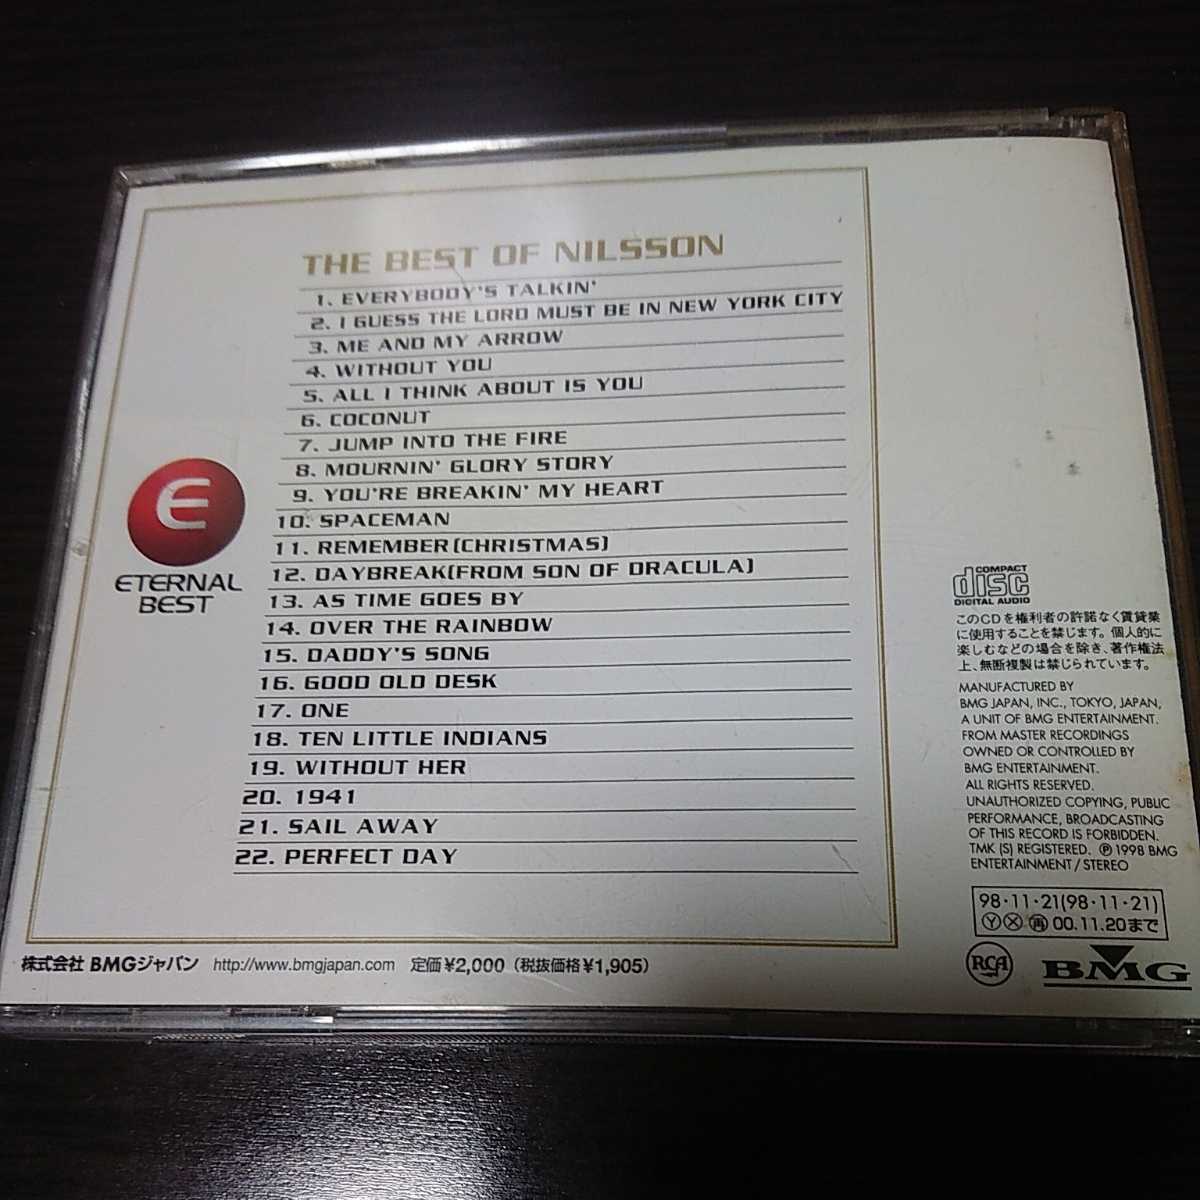 THE BEST OF NILSSON
1. EVERYBODY'S TALKIN'
2. I GUESS THE LORD MUST BE IN NEW YORK CITY
3. ME AND MY ARROW
4. WITHOUT YOU
5. ALL I THINK ABOUT IS YOU
6. COCONUT
7. JUMP INTO THE FIRE
8. MOURNIN' GLORY STORY
9. YOU'RE BREAKIN' MY HEART
10. SPACEMAN
11. REMEMBER(CHRISTMAS)
12. DAYBREAK(FROM SON OF DRACULA)
13. AS TIME GOES BY
14. OVER THE RAINBOW
15. DADDY'S SONG
16. GOOD OLD DESK
17. ONE
18. TEN LITTLE INDIANS
19. WITHOUT HER
20. 1941
21. SAIL AWAY
22. PERFECT DAY
E
ETERNAL
BEST
COMPACT
disc
DIGITAL AUDIO
このCDを権利者の許諾なく賃貸業
に使用することを禁じます。個人的に
楽しむなどの場合を除き、著作権法
上、無断複製は禁じられています。
MANUFACTURED BY
BMG JAPAN, INC., TOKYO, JAPAN,
A UNIT OF BMG ENTERTAINMENT.
FROM MASTER RECORDINGS
OWNED OR CONTROLLED BY
BMG ENTERTAINMENT.
ALL RIGHTS RESERVED.
UNAUTHORIZED COPYING, PUBLIC
PERFORMANCE, BROADCASTING
OF THIS RECORD IS FORBIDDEN.
TMK (S) REGISTERED. Ⓟ 1998 BMG
ENTERTAINMENT / STEREO
98・11・21(98・11・21)
Ⓨ Ⓧ ㊢ 00.11.20まで
RCA
BMG
株式会社 BMGジャパン http://www.bmgjapan.com 定価¥2,000（税抜価格¥1,905）